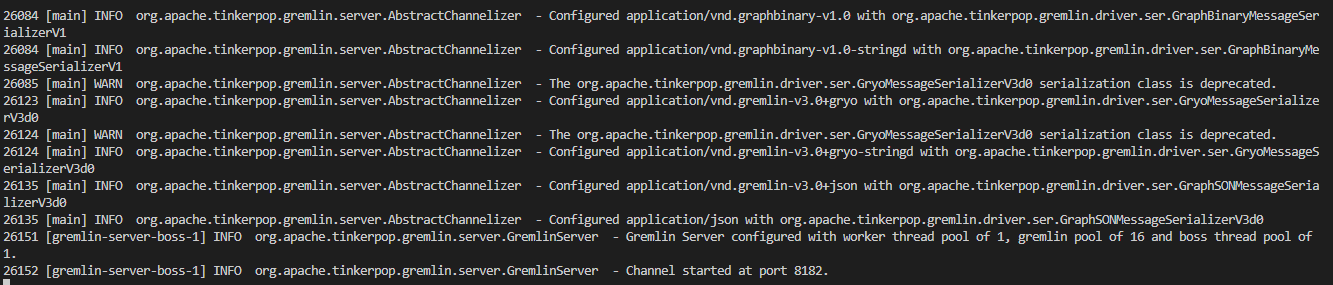 26084 [main] INFO  org.apache.tinkerpop.gremlin.server.AbstractChannelizer  - Configured application/vnd.graphbinary-v1.0 with org.apache.tinkerpop.gremlin.driver.ser.GraphBinaryMessageSer
ializerV1
26084 [main] INFO  org.apache.tinkerpop.gremlin.server.AbstractChannelizer  - Configured application/vnd.graphbinary-v1.0-stringd with org.apache.tinkerpop.gremlin.driver.ser.GraphBinaryMe
ssageSerializerV1
26085 [main] WARN  org.apache.tinkerpop.gremlin.server.AbstractChannelizer  - The org.apache.tinkerpop.gremlin.driver.ser.GryoMessageSerializerV3d0 serialization class is deprecated.
26123 [main] INFO  org.apache.tinkerpop.gremlin.server.AbstractChannelizer  - Configured application/vnd.gremlin-v3.0+gryo with org.apache.tinkerpop.gremlin.driver.ser.GryoMessageSerialize
rV3d0
26124 [main] WARN  org.apache.tinkerpop.gremlin.server.AbstractChannelizer  - The org.apache.tinkerpop.gremlin.driver.ser.GryoMessageSerializerV3d0 serialization class is deprecated.
26124 [main] INFO  org.apache.tinkerpop.gremlin.server.AbstractChannelizer  - Configured application/vnd.gremlin-v3.0+gryo-stringd with org.apache.tinkerpop.gremlin.driver.ser.GryoMessageS
erializerV3d0
26135 [main] INFO  org.apache.tinkerpop.gremlin.server.AbstractChannelizer  - Configured application/vnd.gremlin-v3.0+json with org.apache.tinkerpop.gremlin.driver.ser.GraphSONMessageSeria
lizerV3d0
26135 [main] INFO  org.apache.tinkerpop.gremlin.server.AbstractChannelizer  - Configured application/json with org.apache.tinkerpop.gremlin.driver.ser.GraphSONMessageSerializerV3d0
26151 [gremlin-server-boss-1] INFO  org.apache.tinkerpop.gremlin.server.GremlinServer  - Gremlin Server configured with worker thread pool of 1, gremlin pool of 16 and boss thread pool of
1.
26152 [gremlin-server-boss-1] INFO  org.apache.tinkerpop.gremlin.server.GremlinServer  - Channel started at port 8182.